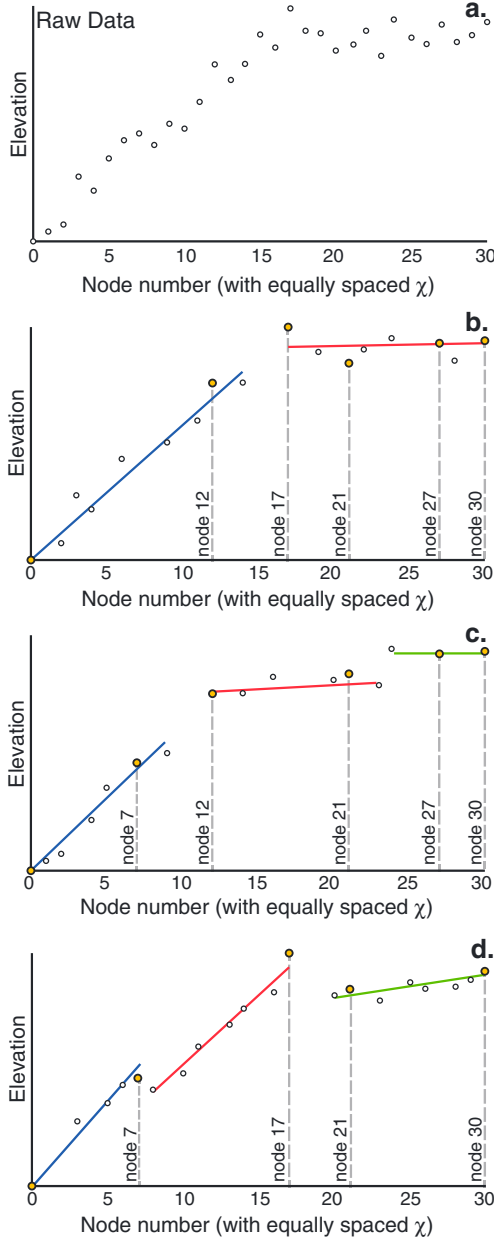 a.
Raw Data
Elevation
0 5 10 15 20 25 30
Node number (with equally spaced χ)
b.
Elevation
node 12
node 17
node 21
node 27
node 30
0 5 10 15 20 25 30
Node number (with equally spaced χ)
c.
Elevation
node 7
node 12
node 21
node 27
node 30
0 5 10 15 20 25 30
Node number (with equally spaced χ)
d.
Elevation
node 7
node 17
node 21
node 30
0 5 10 15 20 25 30
Node number (with equally spaced χ)